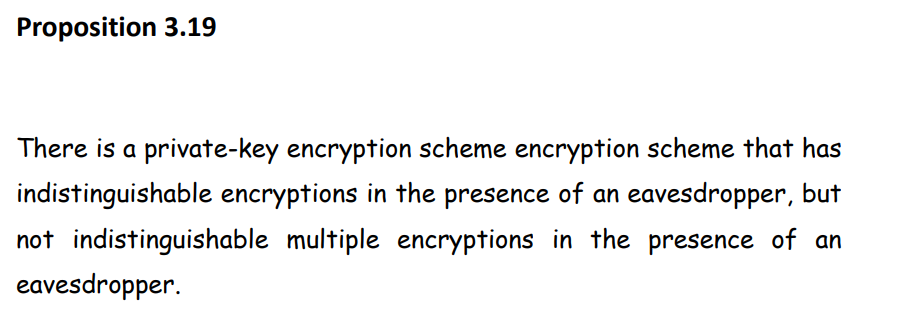 Proposition 3.19
There is a private-key encryption scheme encryption scheme that has
indistinguishable encryptions in the presence of an eavesdropper, but
not indistinguishable multiple encryptions in the presence of an
eavesdropper.